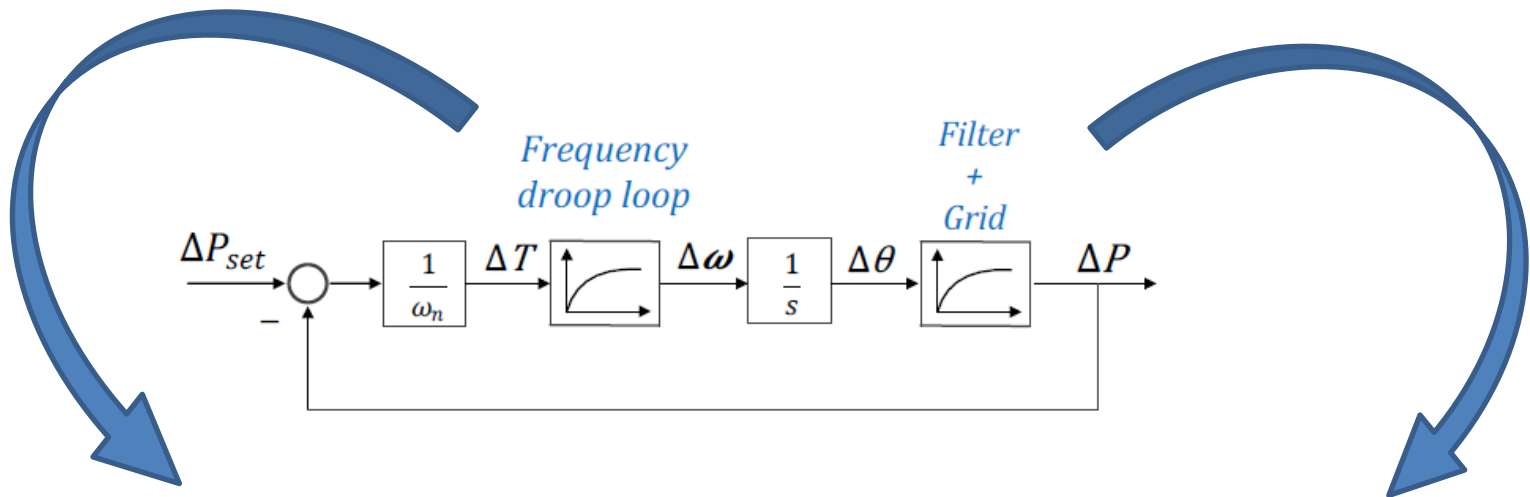 Frequency
droop loop
Filter
+
Grid
ΔP_set
−
1
ω_n
ΔT
Δω
1
s
Δθ
ΔP